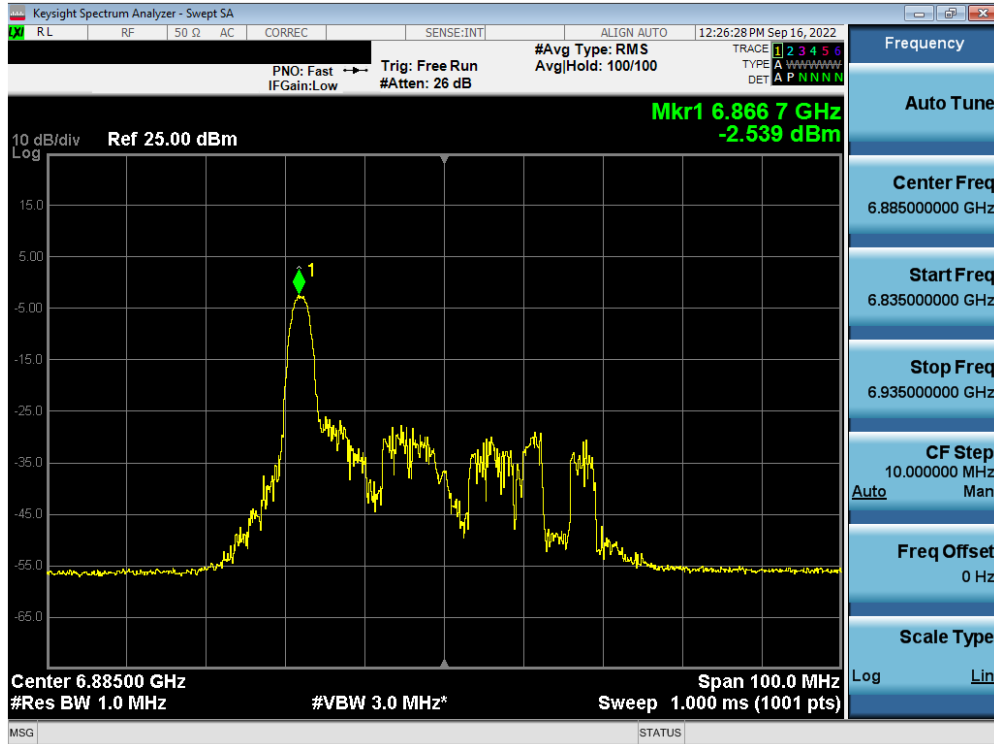 Keysight Spectrum Analyzer - Swept SA
LXI RL RF 50 Ω AC CORREC SENSE:INT ALIGN AUTO 12:26:28 PM Sep 16, 2022
PNO: Fast
IFGain:Low
Trig: Free Run
#Atten: 26 dB
#Avg Type: RMS
Avg|Hold: 100/100
TRACE 1 2 3 4 5 6
TYPE A WWWWW
DET A P N N N N
Mkr1 6.866 7 GHz
-2.539 dBm
10 dB/div Ref 25.00 dBm
Log
15.0
5.00
-5.00
-15.0
-25.0
-35.0
-45.0
-55.0
-65.0
1
Center 6.88500 GHz Span 100.0 MHz
#Res BW 1.0 MHz #VBW 3.0 MHz* Sweep 1.000 ms (1001 pts)
MSG STATUS
Frequency
Auto Tune
Center Freq
6.885000000 GHz
Start Freq
6.835000000 GHz
Stop Freq
6.935000000 GHz
CF Step
10.000000 MHz
Auto Man
Freq Offset
0 Hz
Scale Type
Log Lin